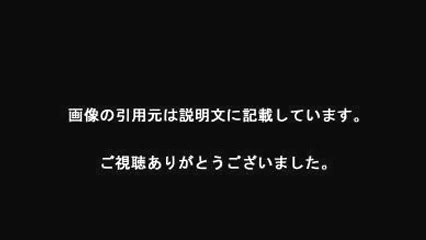 画像の引用元は説明文に記載しています。
ご視聴ありがとうございました。